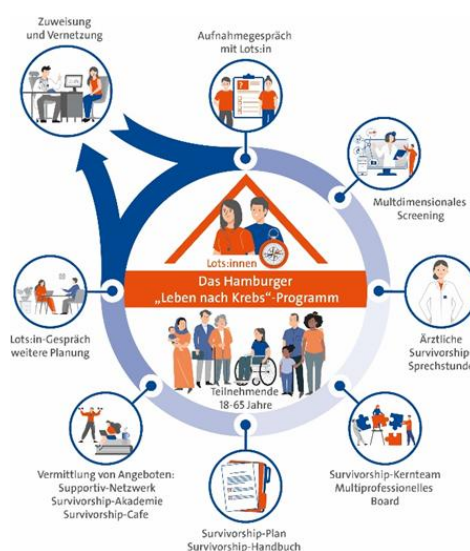 Zuweisung
und Vernetzung
Aufnahmegespräch
mit Lots:in
Multdimensionales
Screening
Ärztliche
Survivorship-
Sprechstunde
Survivorship-Kernteam
Multiprofessionelles
Board
Survivorship-Plan
Survivorship-Handbuch
Vermittlung von Angeboten:
Supportiv-Netzwerk
Survivorship-Akademie
Survivorship-Cafe
Lots:in-Gespräch
weitere Planung
Lots:innen
Das Hamburger
„Leben nach Krebs“-Programm
Teilnehmende
18-65 Jahre